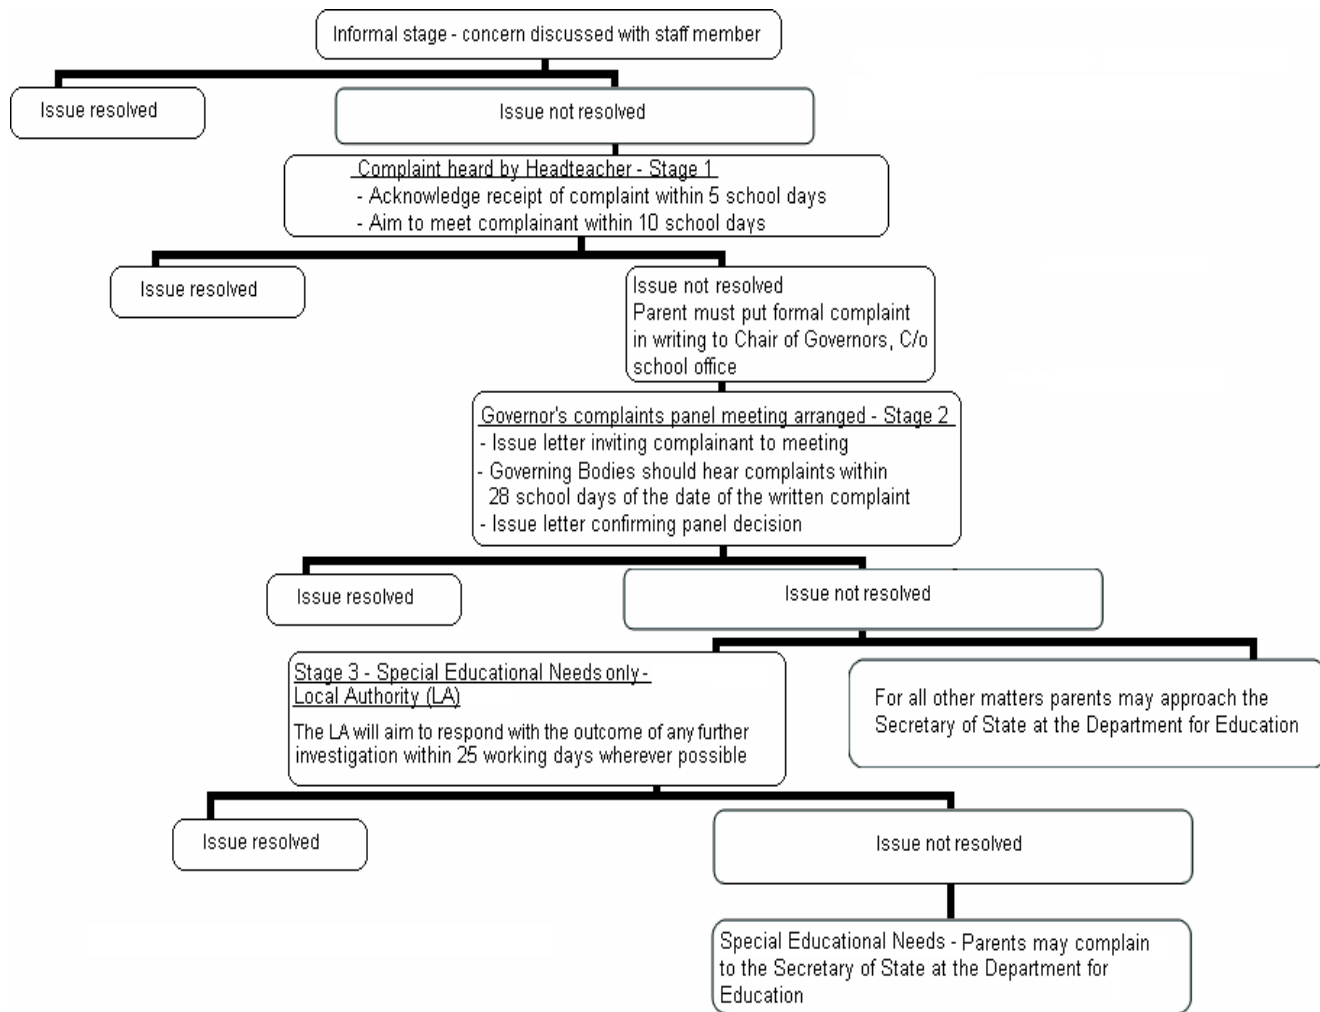 Informal stage - concern discussed with staff member
Issue resolved
Issue not resolved
Complaint heard by Headteacher - Stage 1
- Acknowledge receipt of complaint within 5 school days
- Aim to meet complainant within 10 school days
Issue resolved
Issue not resolved
Parent must put formal complaint
in writing to Chair of Governors, C/o
school office
Governor's complaints panel meeting arranged - Stage 2
- Issue letter inviting complainant to meeting
- Governing Bodies should hear complaints within
28 school days of the date of the written complaint
- Issue letter confirming panel decision
Issue resolved
Issue not resolved
Stage 3 - Special Educational Needs only -
Local Authority (LA)
The LA will aim to respond with the outcome of any further
investigation within 25 working days wherever possible
For all other matters parents may approach the
Secretary of State at the Department for Education
Issue resolved
Issue not resolved
Special Educational Needs - Parents may complain
to the Secretary of State at the Department for
Education